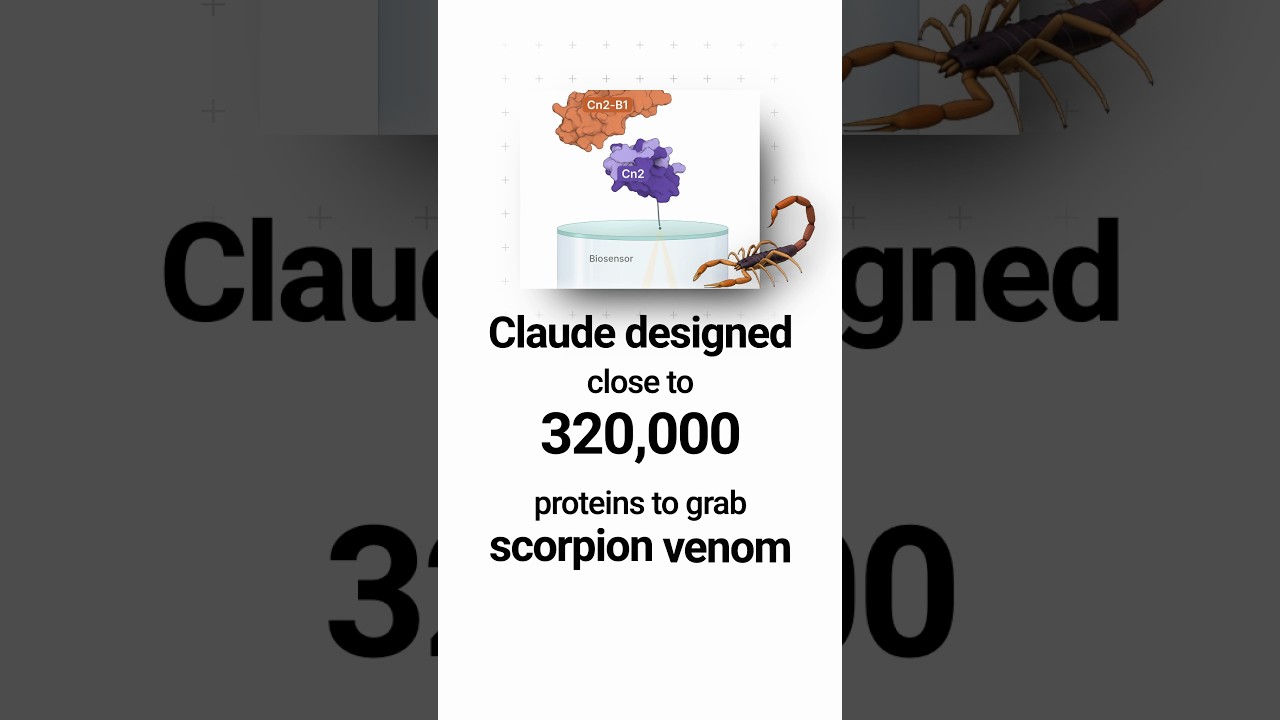 Cn2-B1
Cn2
Biosensor
Claude designed
close to
320,000
proteins to grab
scorpion venom